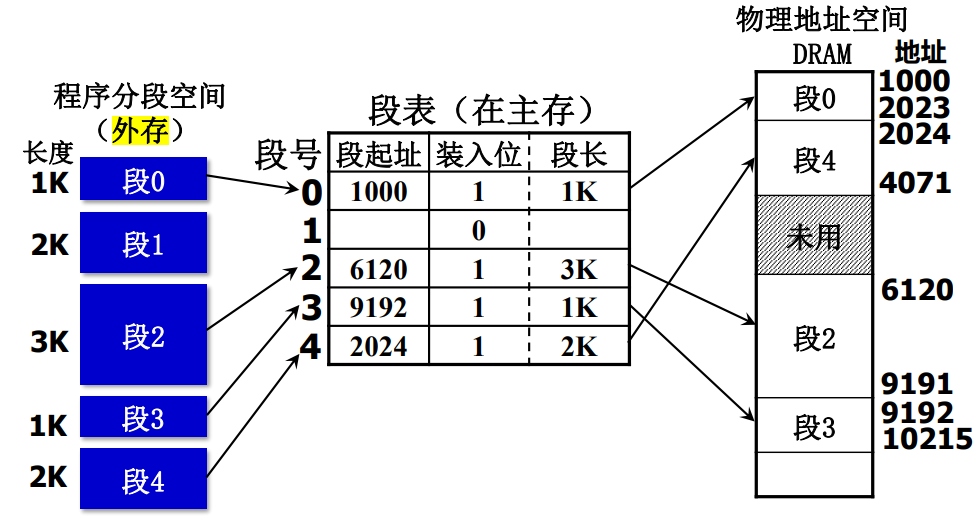 程序分段空间
（外存）
长度
1K 段0
2K 段1
3K 段2
1K 段3
2K 段4
段表（在主存）
段号 段起址 装入位 段长
0 1000 1 1K
1 0
2 6120 1 3K
3 9192 1 1K
4 2024 1 2K
物理地址空间
DRAM 地址
1000
段0
2023
2024
段4
4071
未用
6120
段2
9191
9192
段3
10215